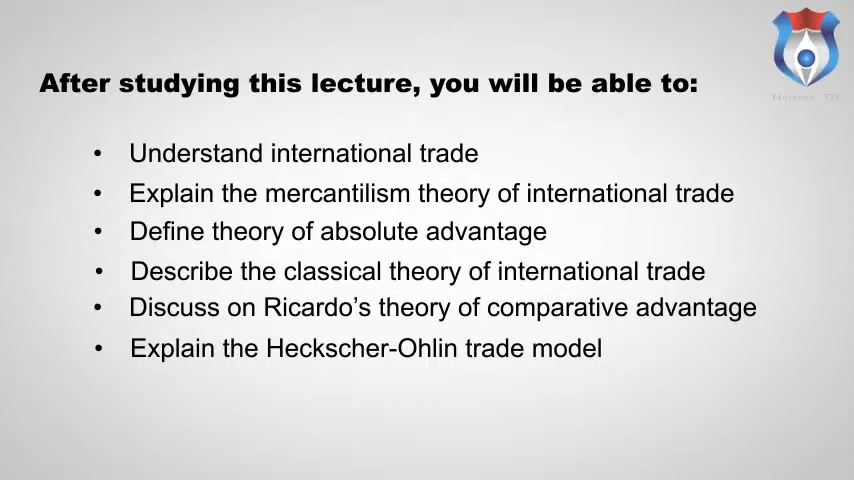 After studying this lecture, you will be able to:
• Understand international trade
• Explain the mercantilism theory of international trade
• Define theory of absolute advantage
• Describe the classical theory of international trade
• Discuss on Ricardo's theory of comparative advantage
• Explain the Heckscher-Ohlin trade model